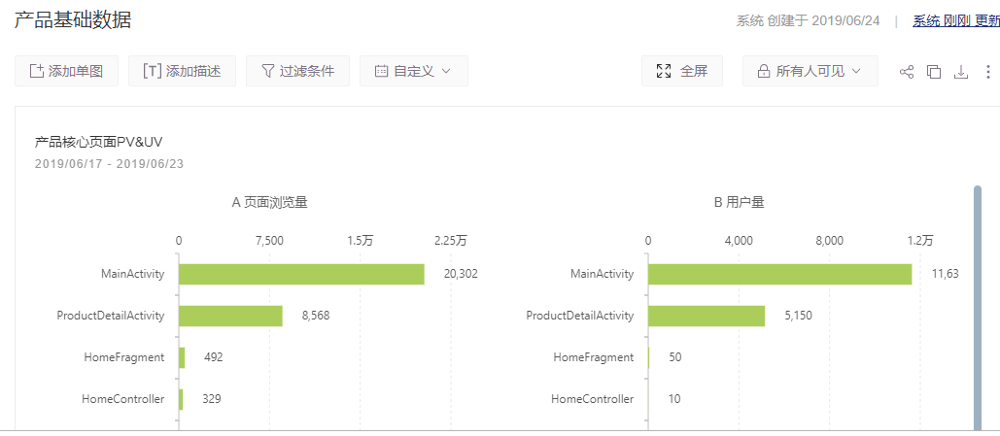 产品基础数据
系统 创建于 2019/06/24 | 系统 刚刚 更新
添加单图 [T] 添加描述 过滤条件 自定义 全屏 所有人可见
产品核心页面PV&UV
2019/06/17 - 2019/06/23
A 页面浏览量
0 7,500 1.5万 2.25万
MainActivity 20,302
ProductDetailActivity 8,568
HomeFragment 492
HomeController 329
B 用户量
0 4,000 8,000 1.2万
MainActivity 11,63
ProductDetailActivity 5,150
HomeFragment 50
HomeController 10